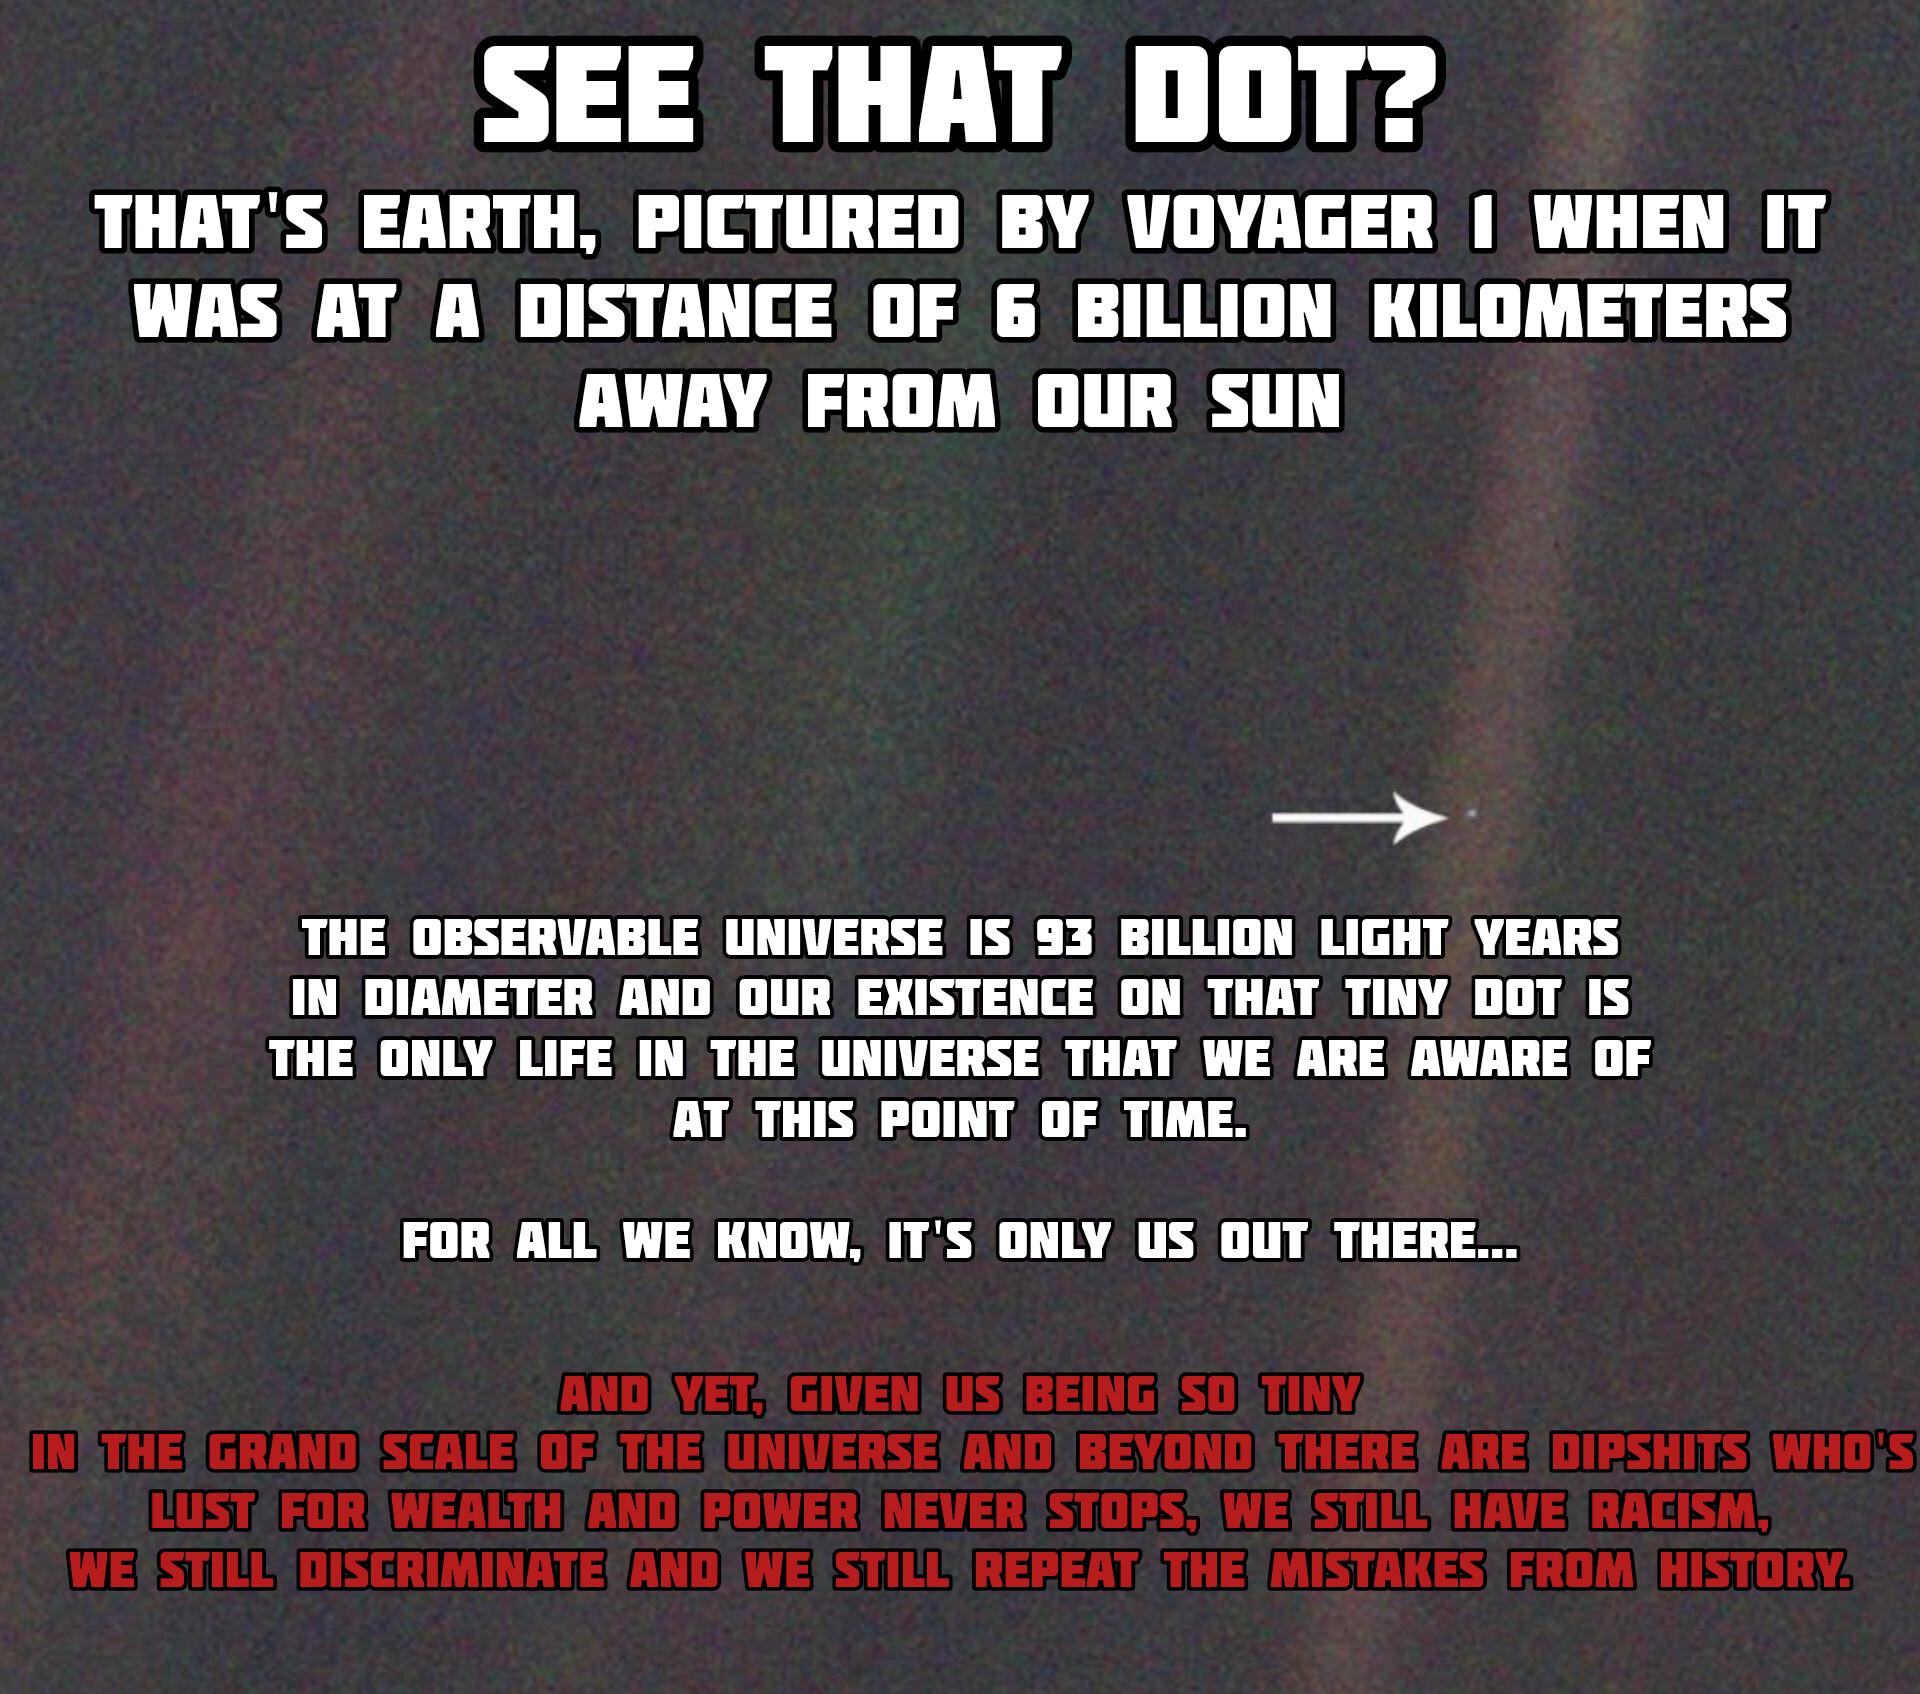 SEE THAT DOT?
THAT'S EARTH, PICTURED BY VOYAGER 1 WHEN IT
WAS AT A DISTANCE OF 6 BILLION KILOMETERS
AWAY FROM OUR SUN
THE OBSERVABLE UNIVERSE IS 93 BILLION LIGHT YEARS
IN DIAMETER AND OUR EXISTENCE ON THAT TINY DOT IS
THE ONLY LIFE IN THE UNIVERSE THAT WE ARE AWARE OF
AT THIS POINT OF TIME.
FOR ALL WE KNOW, IT'S ONLY US OUT THERE...
AND YET, GIVEN US BEING SO TINY
IN THE GRAND SCALE OF THE UNIVERSE AND BEYOND THERE ARE DIPSHITS WHO'S
LUST FOR WEALTH AND POWER NEVER STOPS, WE STILL HAVE RACISM,
WE STILL DISCRIMINATE AND WE STILL REPEAT THE MISTAKES FROM HISTORY.